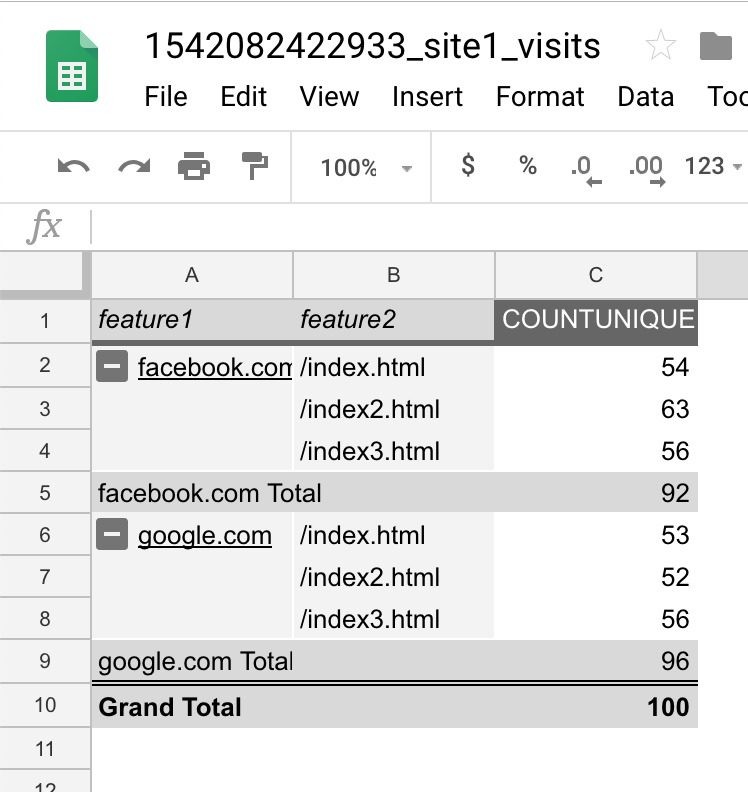 1542082422933_site1_visits
File Edit View Insert Format Data
100% $ % .0 .00 123
fx
A B C
1 feature1 feature2 COUNTUNIQUE
2 facebook.com /index.html 54
3 /index2.html 63
4 /index3.html 56
5 facebook.com Total 92
6 google.com /index.html 53
7 /index2.html 52
8 /index3.html 56
9 google.com Total 96
10 Grand Total 100
11
12